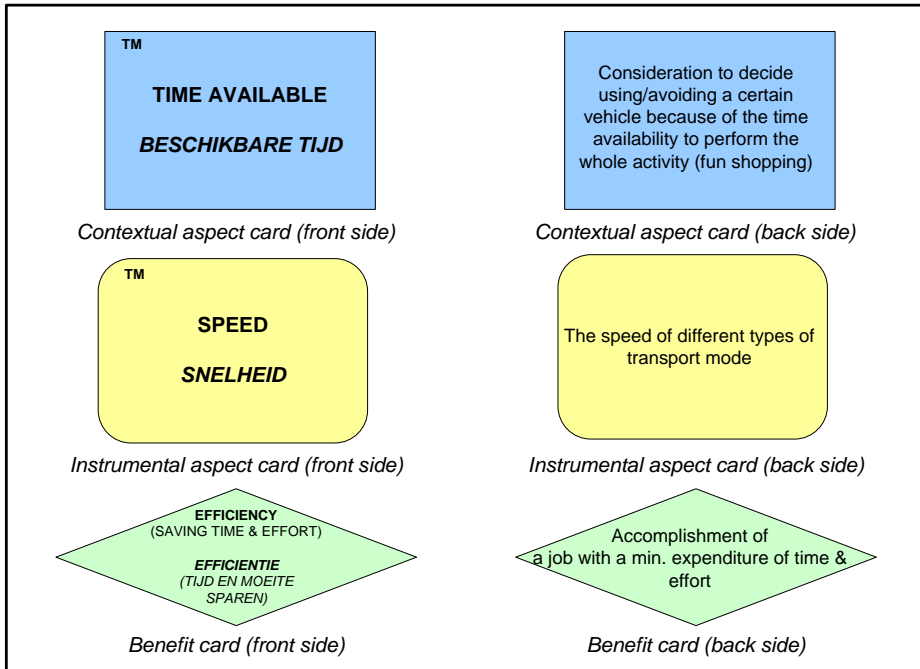 TM
TIME AVAILABLE
BESCHIKBARE TIJD
Consideration to decide
using/avoiding a certain
vehicle because of the time
availability to perform the
whole activity (fun shopping)
Contextual aspect card (front side)
Contextual aspect card (back side)
TM
SPEED
SNELHEID
The speed of different types of
transport mode
Instrumental aspect card (front side)
Instrumental aspect card (back side)
EFFICIENCY
(SAVING TIME & EFFORT)
EFFICIENTIE
(TIJD EN MOEITE
SPAREN)
Accomplishment of
a job with a min. expenditure of time &
effort
Benefit card (front side)
Benefit card (back side)